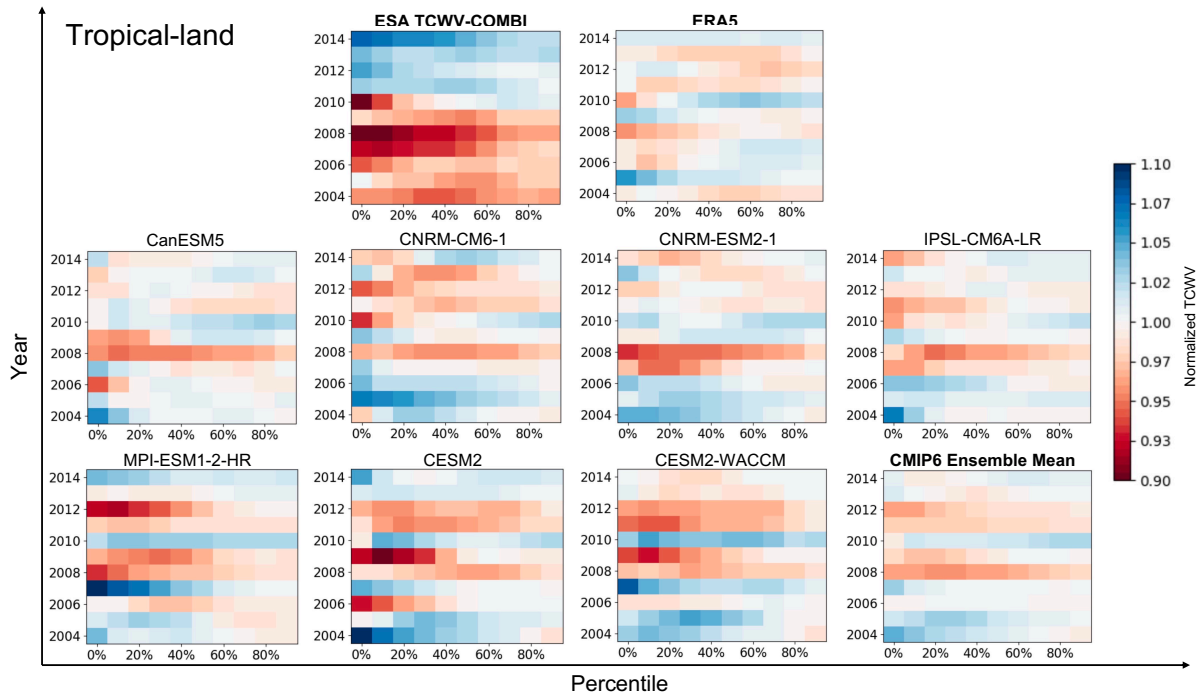 Tropical-land
ESA TCWV-COMBI
ERA5
2014
2012
2010
2008
2006
2004
0% 20% 40% 60% 80%
2014
2012
2010
2008
2006
2004
0% 20% 40% 60% 80%
CanESM5
CNRM-CM6-1
CNRM-ESM2-1
IPSL-CM6A-LR
2014
2012
2010
2008
2006
2004
0% 20% 40% 60% 80%
2014
2012
2010
2008
2006
2004
0% 20% 40% 60% 80%
2014
2012
2010
2008
2006
2004
0% 20% 40% 60% 80%
2014
2012
2010
2008
2006
2004
0% 20% 40% 60% 80%
MPI-ESM1-2-HR
CESM2
CESM2-WACCM
CMIP6 Ensemble Mean
2014
2012
2010
2008
2006
2004
0% 20% 40% 60% 80%
2014
2012
2010
2008
2006
2004
0% 20% 40% 60% 80%
2014
2012
2010
2008
2006
2004
0% 20% 40% 60% 80%
2014
2012
2010
2008
2006
2004
0% 20% 40% 60% 80%
1.10
1.07
1.05
1.02
1.00
0.97
0.95
0.93
0.90
Normalized TCWV
Year
Percentile